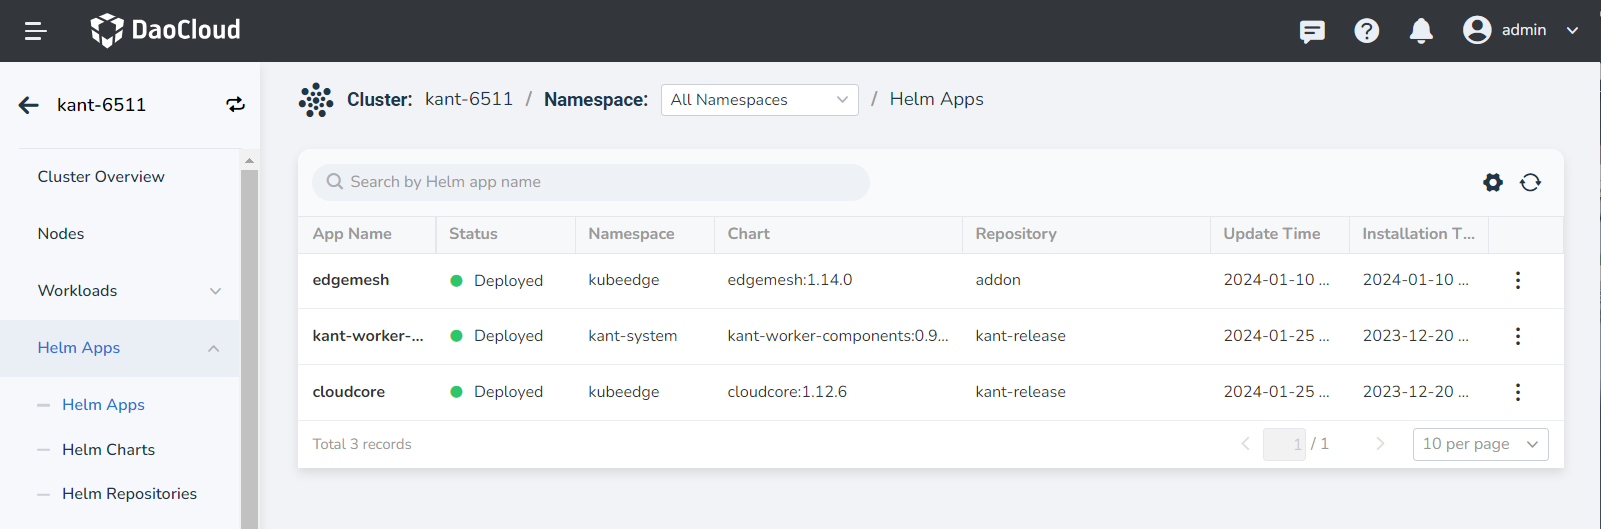 DaoCloud
admin
kant-6511
Cluster: kant-6511 / Namespace: All Namespaces / Helm Apps
Cluster Overview
Nodes
Workloads
Helm Apps
Helm Apps
Helm Charts
Helm Repositories
Search by Helm app name
App Name Status Namespace Chart Repository Update Time Installation T...
edgemesh Deployed kubeedge edgemesh:1.14.0 addon 2024-01-10 ... 2024-01-10 ...
kant-worker-... Deployed kant-system kant-worker-components:0.9... kant-release 2024-01-25 ... 2023-12-20 ...
cloudcore Deployed kubeedge cloudcore:1.12.6 kant-release 2024-01-25 ... 2023-12-20 ...
Total 3 records 1 / 1 10 per page